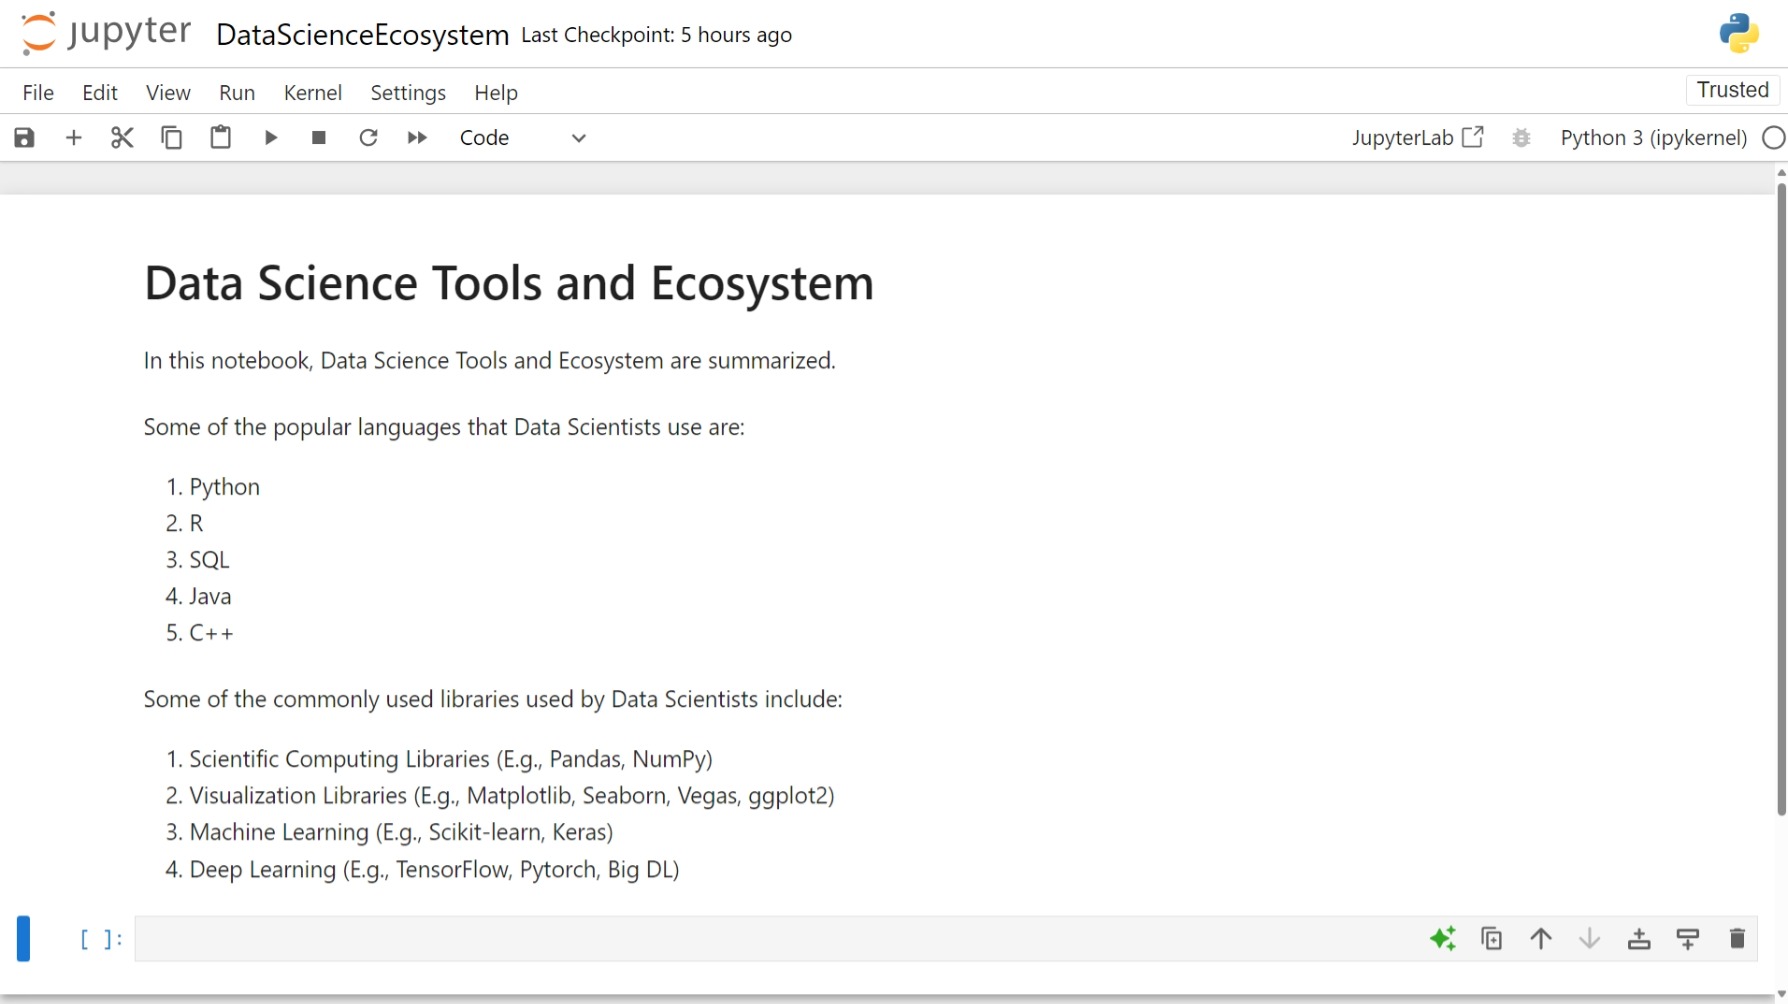 jupyter DataScienceEcosystem Last Checkpoint: 5 hours ago
File Edit View Run Kernel Settings Help Trusted
Code JupyterLab Python 3 (ipykernel)
Data Science Tools and Ecosystem
In this notebook, Data Science Tools and Ecosystem are summarized.
Some of the popular languages that Data Scientists use are:
1. Python
2. R
3. SQL
4. Java
5. C++
Some of the commonly used libraries used by Data Scientists include:
1. Scientific Computing Libraries (E.g., Pandas, NumPy)
2. Visualization Libraries (E.g., Matplotlib, Seaborn, Vegas, ggplot2)
3. Machine Learning (E.g., Scikit-learn, Keras)
4. Deep Learning (E.g., TensorFlow, Pytorch, Big DL)
[ ]: